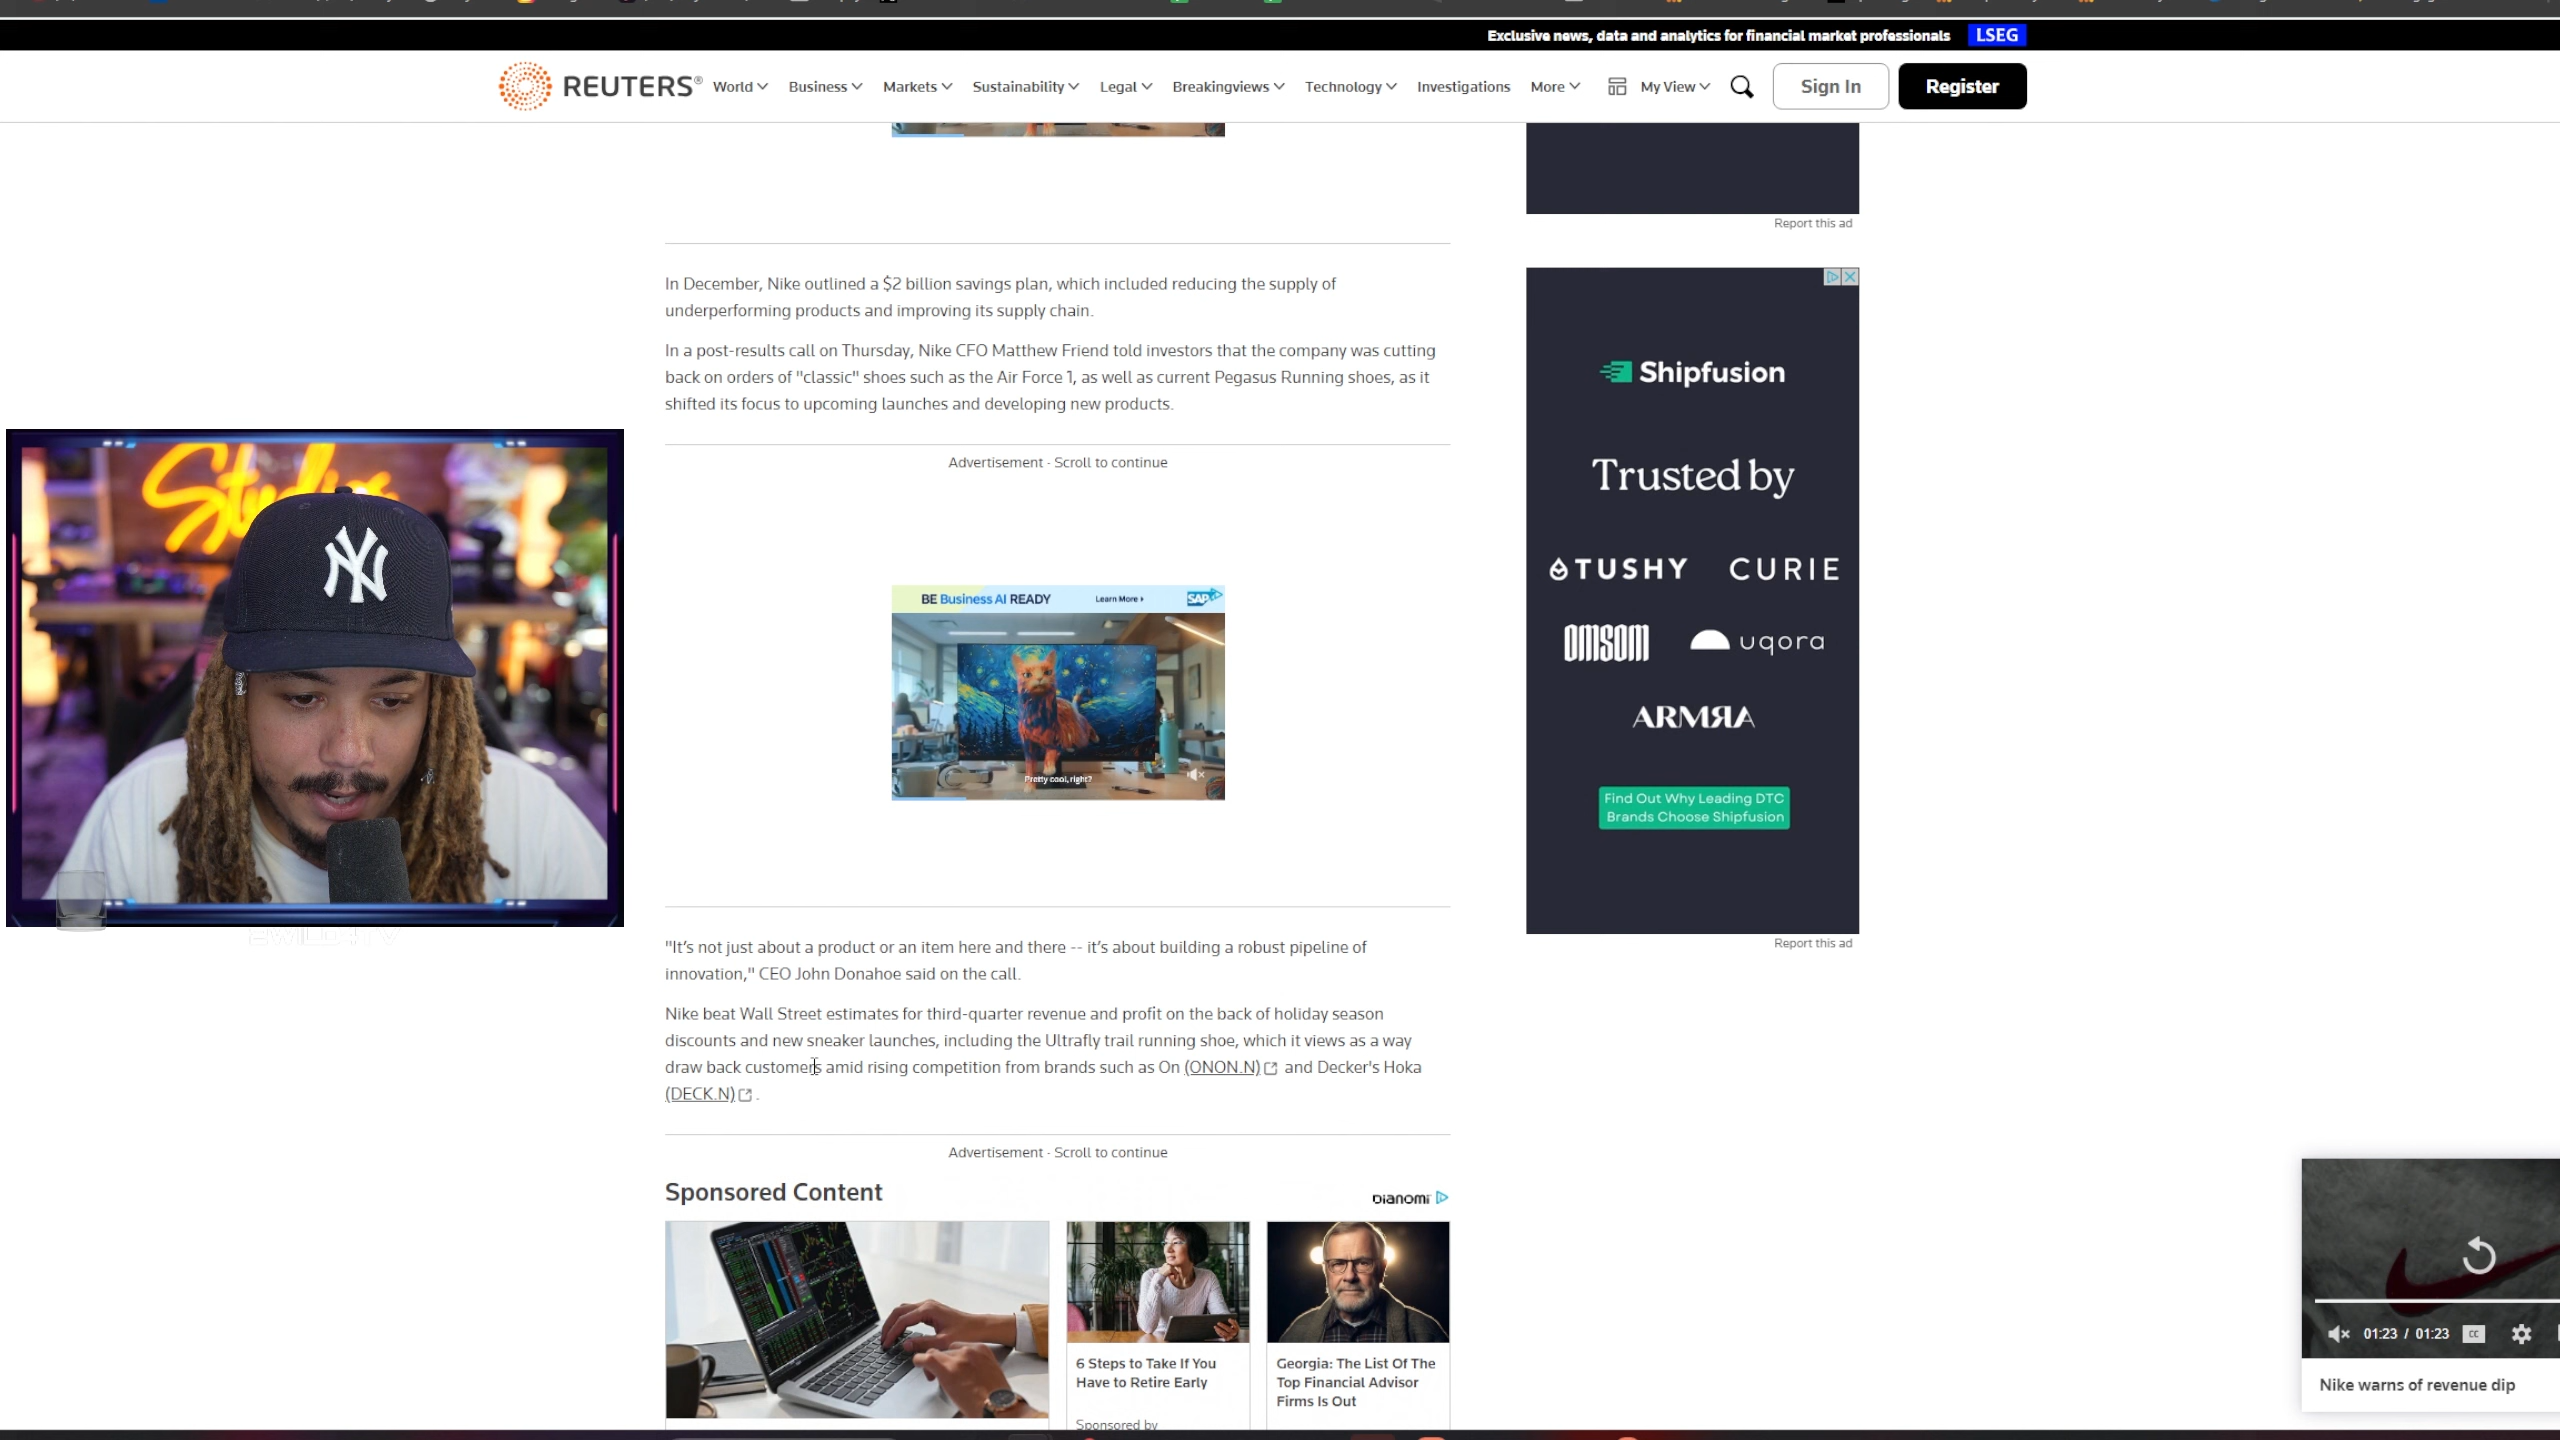 Exclusive news, data and analytics for financial market professionals LSEG
REUTERS® World Business Markets Sustainability Legal Breakingviews Technology Investigations More My View Sign In Register
Report this ad
In December, Nike outlined a $2 billion savings plan, which included reducing the supply of
underperforming products and improving its supply chain.
In a post-results call on Thursday, Nike CFO Matthew Friend told investors that the company was cutting
back on orders of "classic" shoes such as the Air Force 1, as well as current Pegasus Running shoes, as it
shifted its focus to upcoming launches and developing new products.
Advertisement · Scroll to continue
Studios
NY
BE Business AI READY Learn More SAP
Pretty cool, right?
Shipfusion
Trusted by
TUSHY CURIE
OMSOM uqora
ARMRA
Find Out Why Leading DTC
Brands Choose Shipfusion
Report this ad
"It's not just about a product or an item here and there -- it's about building a robust pipeline of
innovation," CEO John Donahoe said on the call.
Nike beat Wall Street estimates for third-quarter revenue and profit on the back of holiday season
discounts and new sneaker launches, including the Ultrafly trail running shoe, which it views as a way
draw back customers amid rising competition from brands such as On (ONON.N) and Decker's Hoka
(DECK.N) .
Advertisement · Scroll to continue
Sponsored Content
DIANOMI
6 Steps to Take If You
Have to Retire Early
Sponsored by
Georgia: The List Of The
Top Financial Advisor
Firms Is Out
01:23 / 01:23 CC
Nike warns of revenue dip